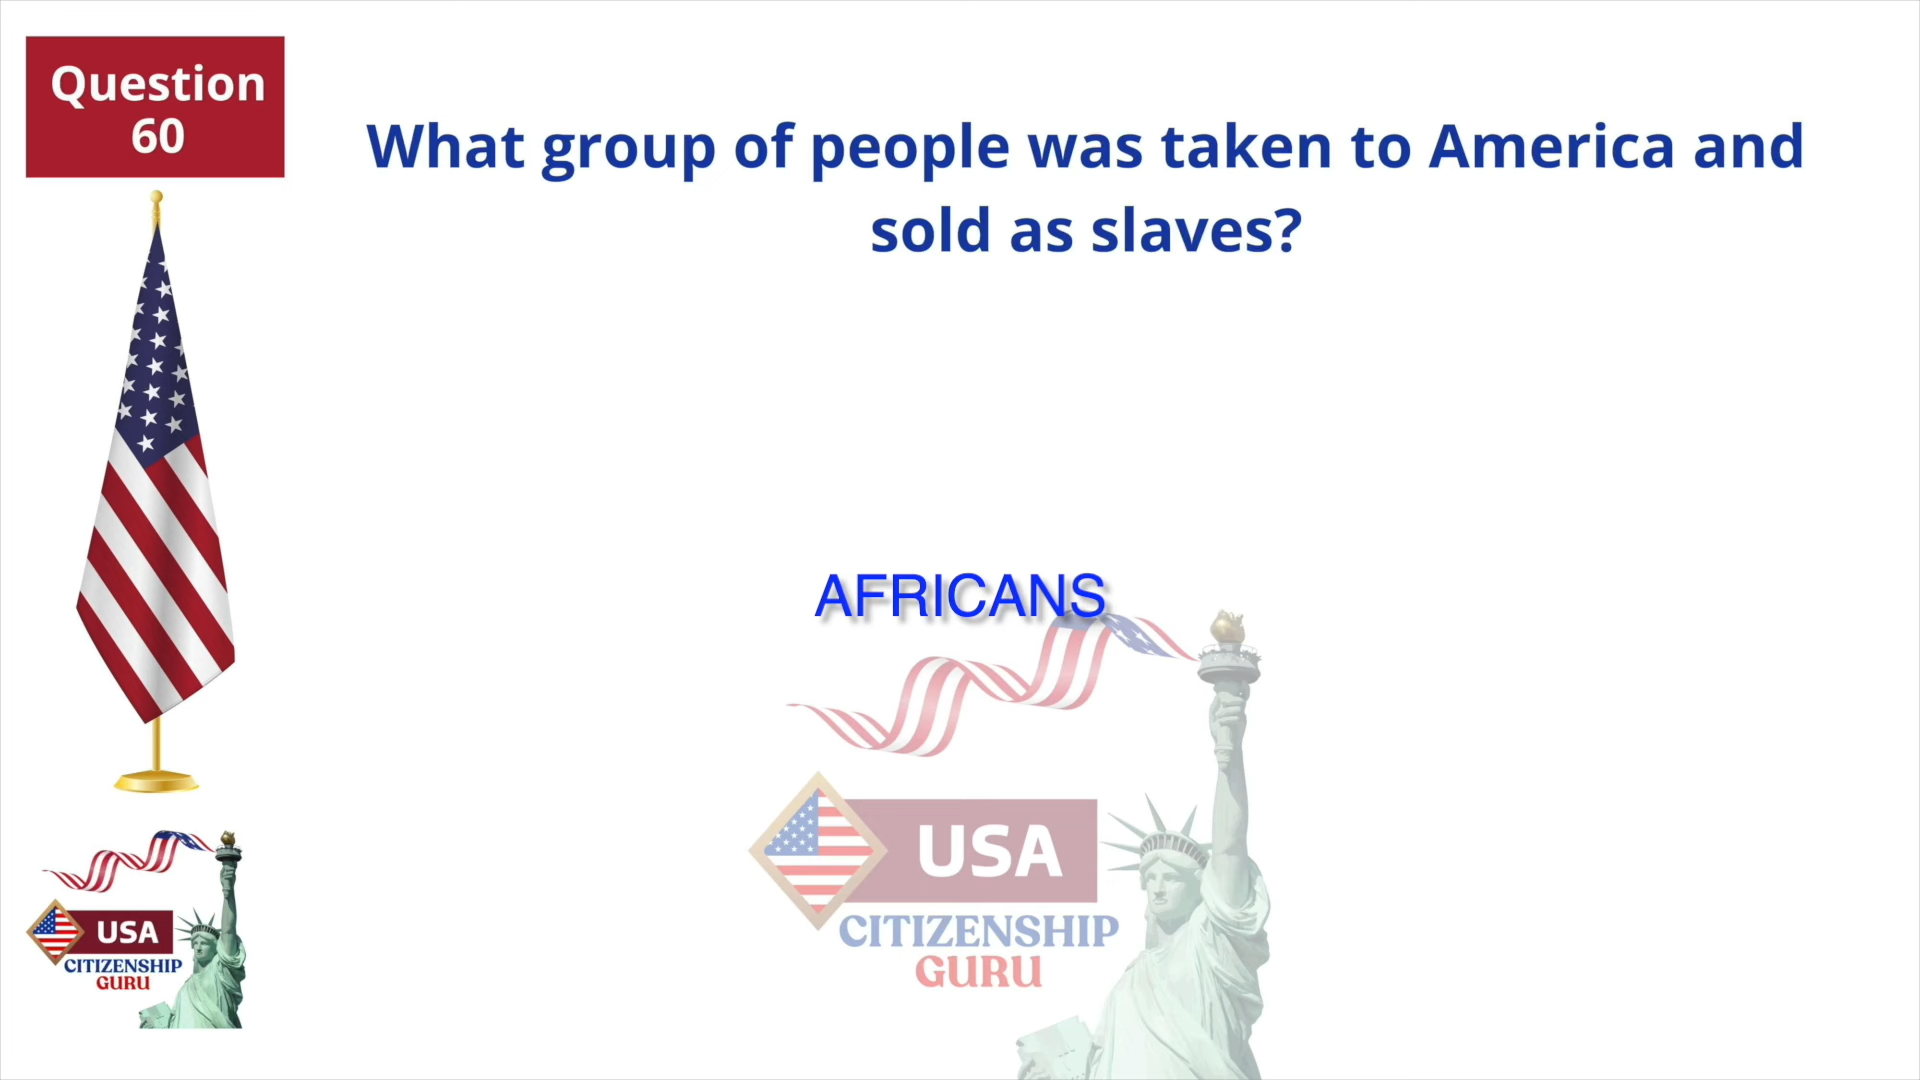 Question
60
What group of people was taken to America and
sold as slaves?
AFRICANS
USA
CITIZENSHIP
GURU
USA
CITIZENSHIP
GURU